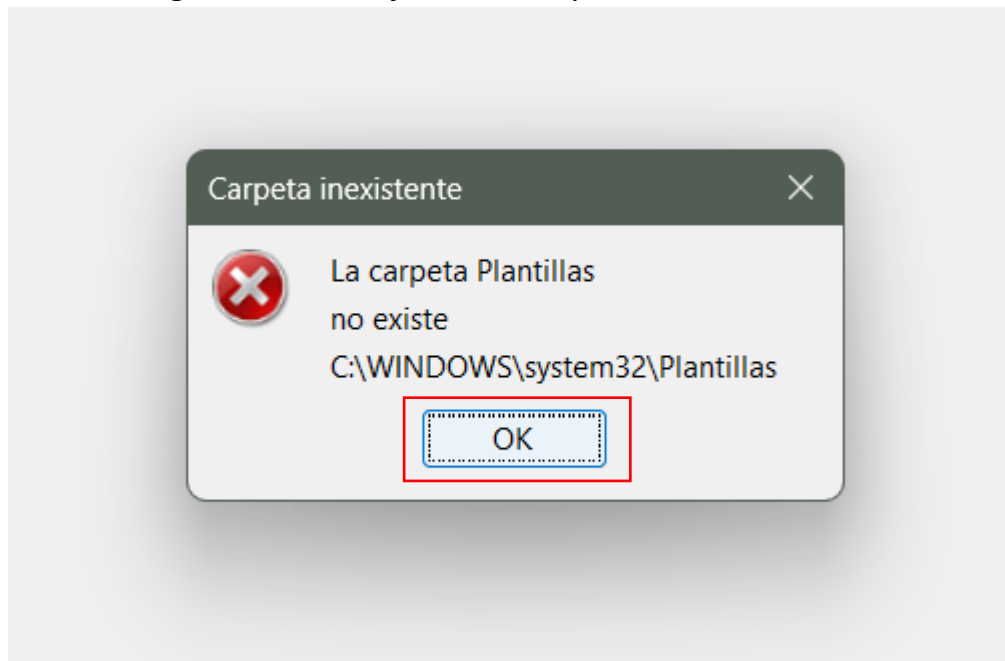 Carpeta inexistente
La carpeta Plantillas
no existe
C:\WINDOWS\system32\Plantillas
OK